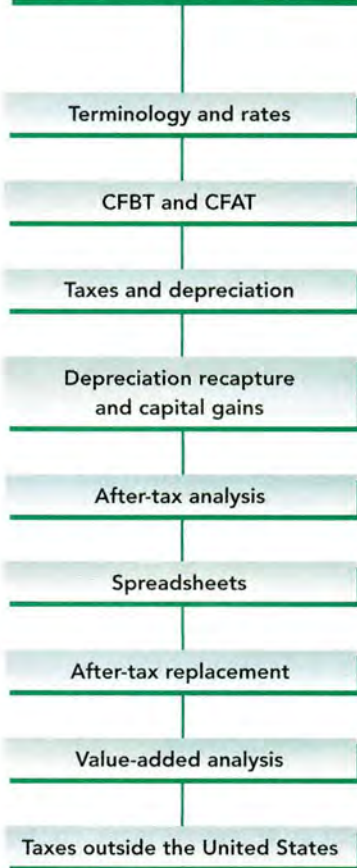 Terminology and rates
CFBT and CFAT
Taxes and depreciation
Depreciation recapture
and capital gains
After-tax analysis
Spreadsheets
After-tax replacement
Value-added analysis
Taxes outside the United States